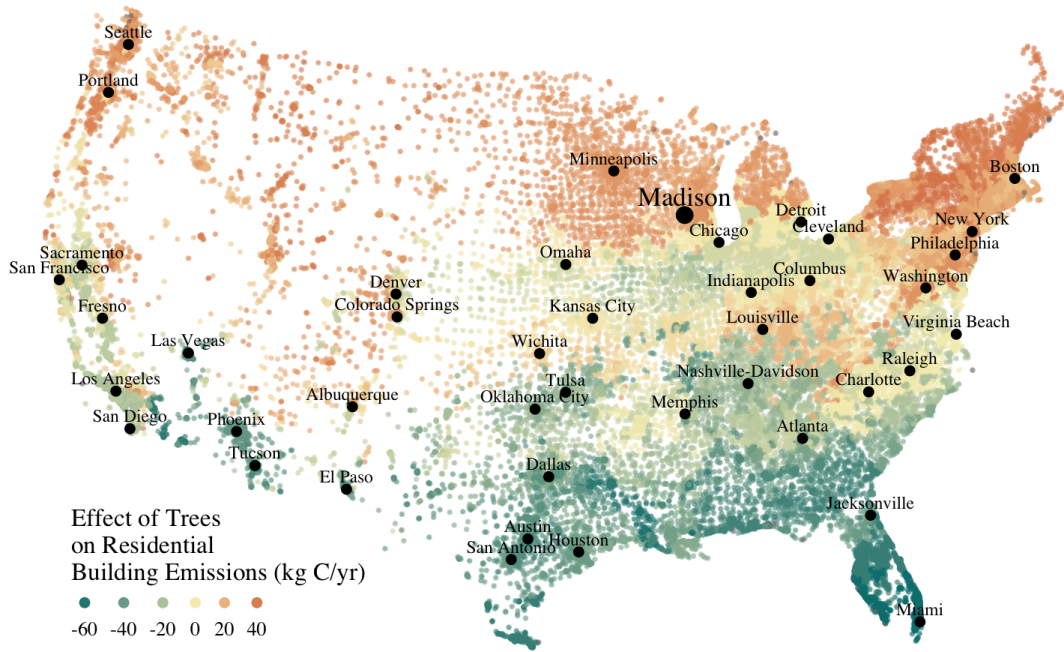 Seattle
Portland
Minneapolis
Boston
Madison
Detroit
New York
Chicago
Cleveland
Sacramento
Omaha
Philadelphia
San Francisco
Denver
Indianapolis
Columbus
Washington
Fresno
Colorado Springs
Kansas City
Louisville
Virginia Beach
Las Vegas
Wichita
Raleigh
Los Angeles
Tulsa
Nashville-Davidson
Charlotte
Albuquerque
Oklahoma City
Memphis
San Diego
Phoenix
Atlanta
Tucson
El Paso
Dallas
Jacksonville
Austin
San Antonio
Houston
Miami
Effect of Trees
on Residential
Building Emissions (kg C/yr)
-60 -40 -20 0 20 40